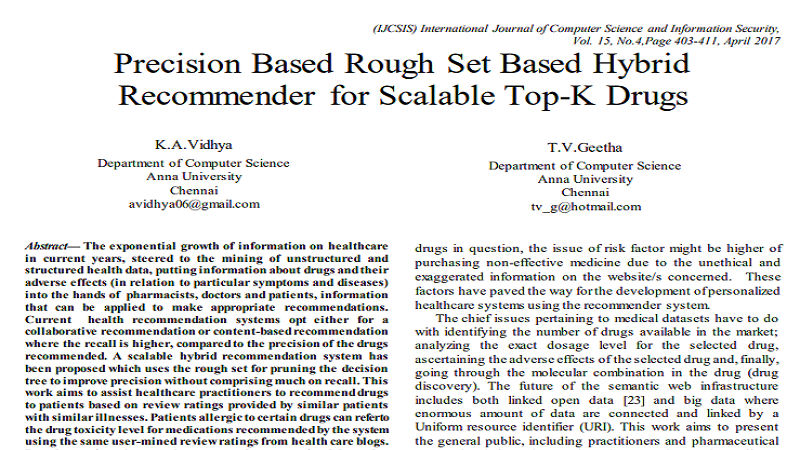 (IJCSIS) International Journal of Computer Science and Information Security,
Vol. 15, No.4,Page 403-411, April 2017
Precision Based Rough Set Based Hybrid
Recommender for Scalable Top-K Drugs
K.A.Vidhya
Department of Computer Science
Anna University
Chennai
avidhya06@gmail.com
T.V.Geetha
Department of Computer Science
Anna University
Chennai
tv_g@hotmail.com
Abstract— The exponential growth of information on healthcare
in current years, steered to the mining of unstructured and
structured health data, putting information about drugs and their
adverse effects (in relation to particular symptoms and diseases)
into the hands of pharmacists, doctors and patients, information
that can be applied to make appropriate recommendations.
Current health recommendation systems opt either for a
collaborative recommendation or content-based recommendation
where the recall is higher, compared to the precision of the drugs
recommended. A scalable hybrid recommendation system has
been proposed which uses the rough set for pruning the decision
tree to improve precision without comprising much on recall. This
work aims to assist healthcare practitioners to recommend drugs
to patients based on review ratings provided by similar patients
with similar illnesses. Patients allergic to certain drugs can refer to
the drug toxicity level for medications recommended by the system
using the same user-mined review ratings from health care blogs.
drugs in question, the issue of risk factor might be higher of
purchasing non-effective medicine due to the unethical and
exaggerated information on the website/s concerned. These
factors have paved the way for the development of personalized
healthcare systems using the recommender system.
The chief issues pertaining to medical datasets have to do
with identifying the number of drugs available in the market;
analyzing the exact dosage level for the selected drug,
ascertaining the adverse effects of the selected drug and, finally,
going through the molecular combination in the drug (drug
discovery). The future of the semantic web infrastructure
includes both linked open data [23] and big data where
enormous amount of data are connected and linked by a
Uniform resource identifier (URI). This work aims to present
the general public, including practitioners and pharmaceutical